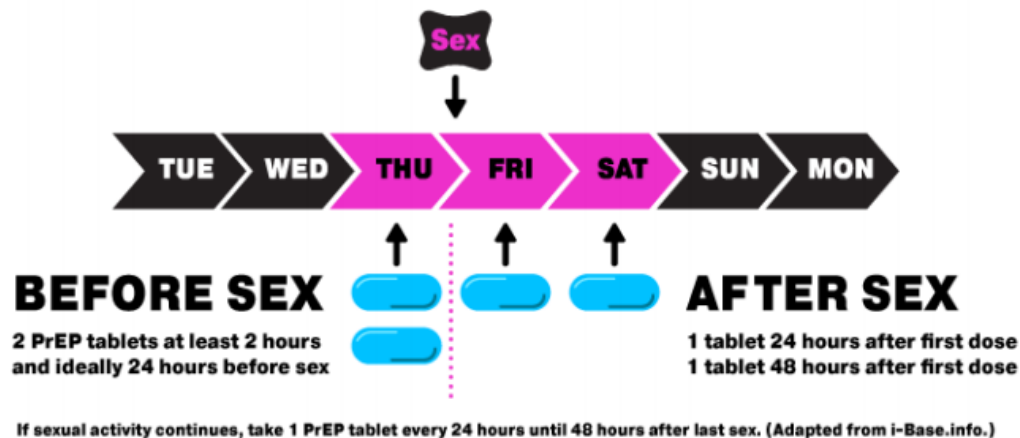 Sex
TUE WED THU FRI SAT SUN MON
BEFORE SEX
2 PrEP tablets at least 2 hours
and ideally 24 hours before sex
AFTER SEX
1 tablet 24 hours after first dose
1 tablet 48 hours after first dose
If sexual activity continues, take 1 PrEP tablet every 24 hours until 48 hours after last sex. (Adapted from i-Base.info.)